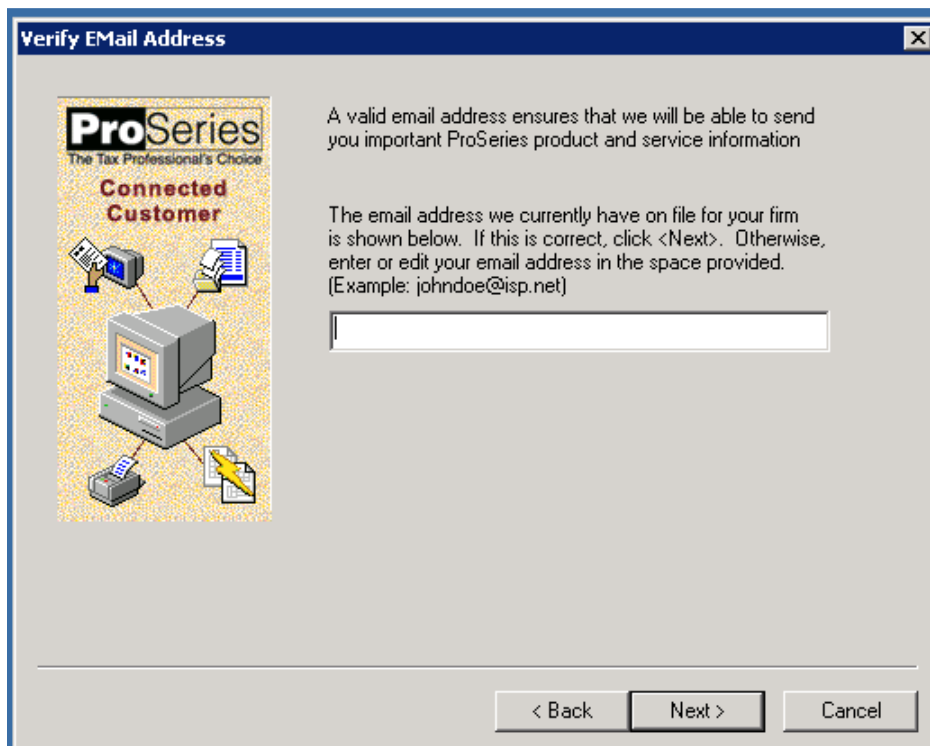 Verify EMail Address
ProSeries
The Tax Professional's Choice
Connected
Customer
A valid email address ensures that we will be able to send
you important ProSeries product and service information
The email address we currently have on file for your firm
is shown below.  If this is correct, click <Next>.  Otherwise,
enter or edit your email address in the space provided.
(Example: johndoe@isp.net)
< Back
Next >
Cancel